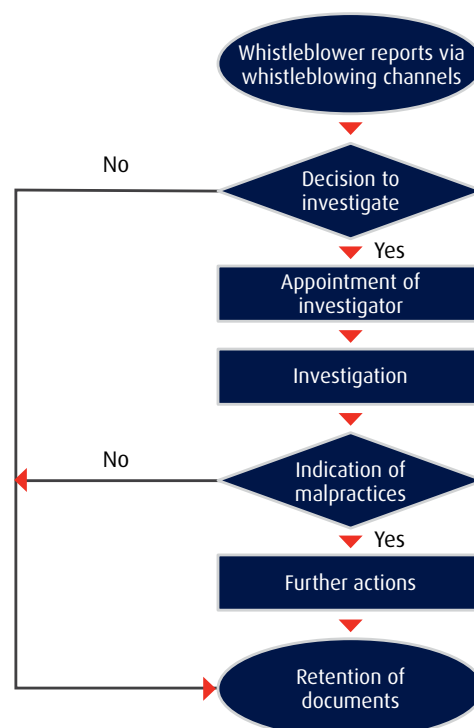 Whistleblower reports via
whistleblowing channels
No
Decision to
investigate
Yes
Appointment of
investigator
Investigation
No
Indication of
malpractices
Yes
Further actions
Retention of
documents